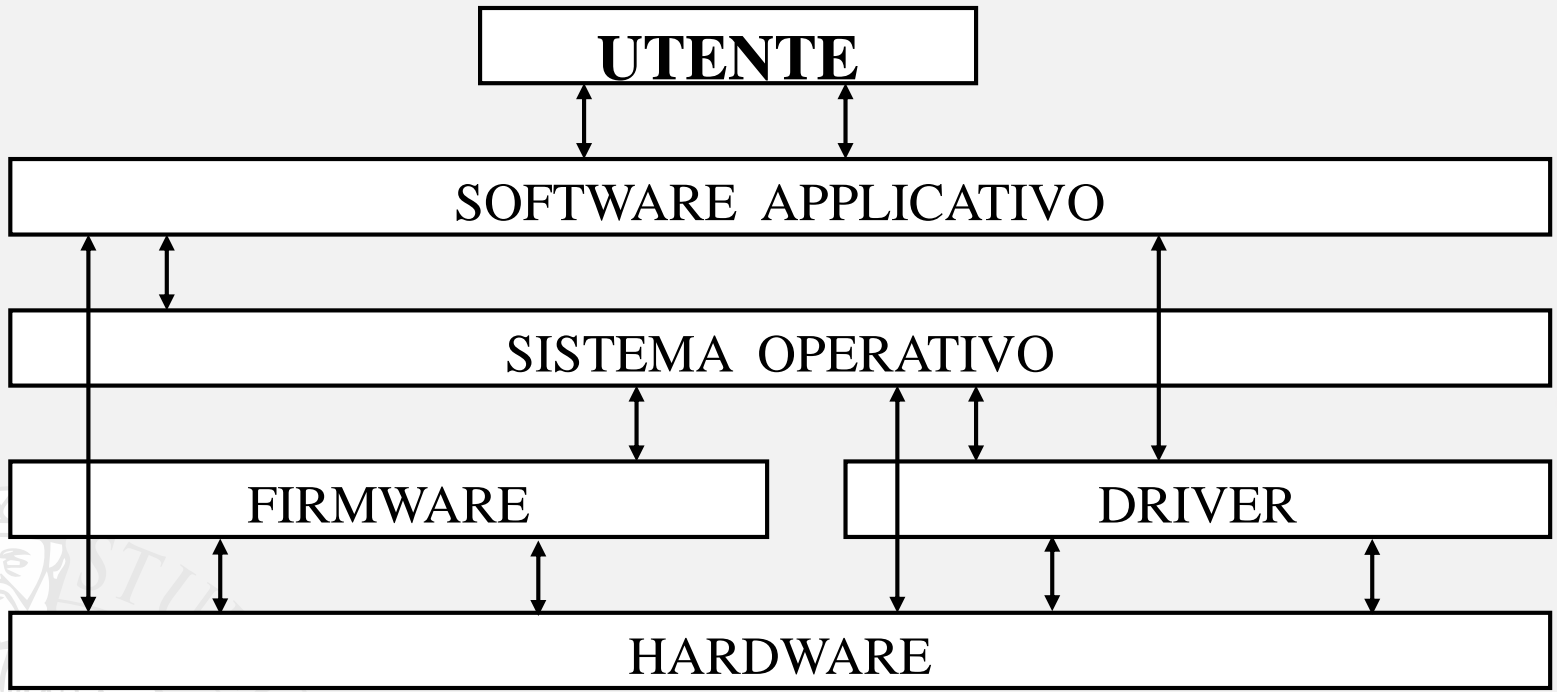 UTENTE
SOFTWARE APPLICATIVO
SISTEMA OPERATIVO
FIRMWARE
DRIVER
HARDWARE